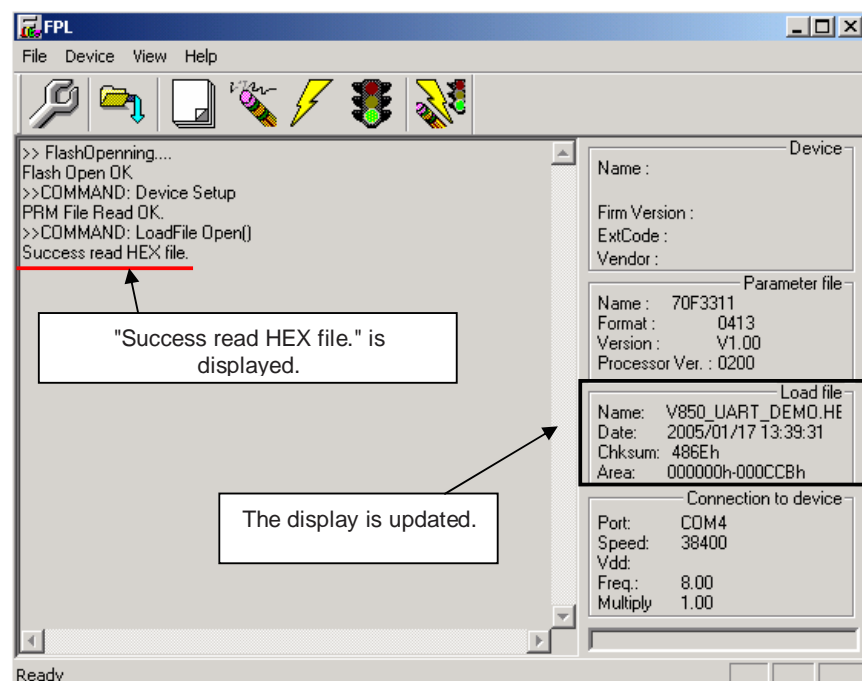 FPL
File Device View Help
>> FlashOpenning....
Flash Open OK
>>COMMAND: Device Setup
PRM File Read OK.
>>COMMAND: LoadFile Open()
Success read HEX file.
"Success read HEX file." is
displayed.
The display is updated.
Device
Name :
Firm Version :
ExtCode :
Vendor :
Parameter file
Name : 70F3311
Format : 0413
Version : V1.00
Processor Ver. : 0200
Load file
Name: V850_UART_DEMO.HE
Date: 2005/01/17 13:39:31
Chksum: 486Eh
Area: 000000h-000CCBh
Connection to device
Port: COM4
Speed: 38400
Vdd:
Freq.: 8.00
Multiply 1.00
Ready